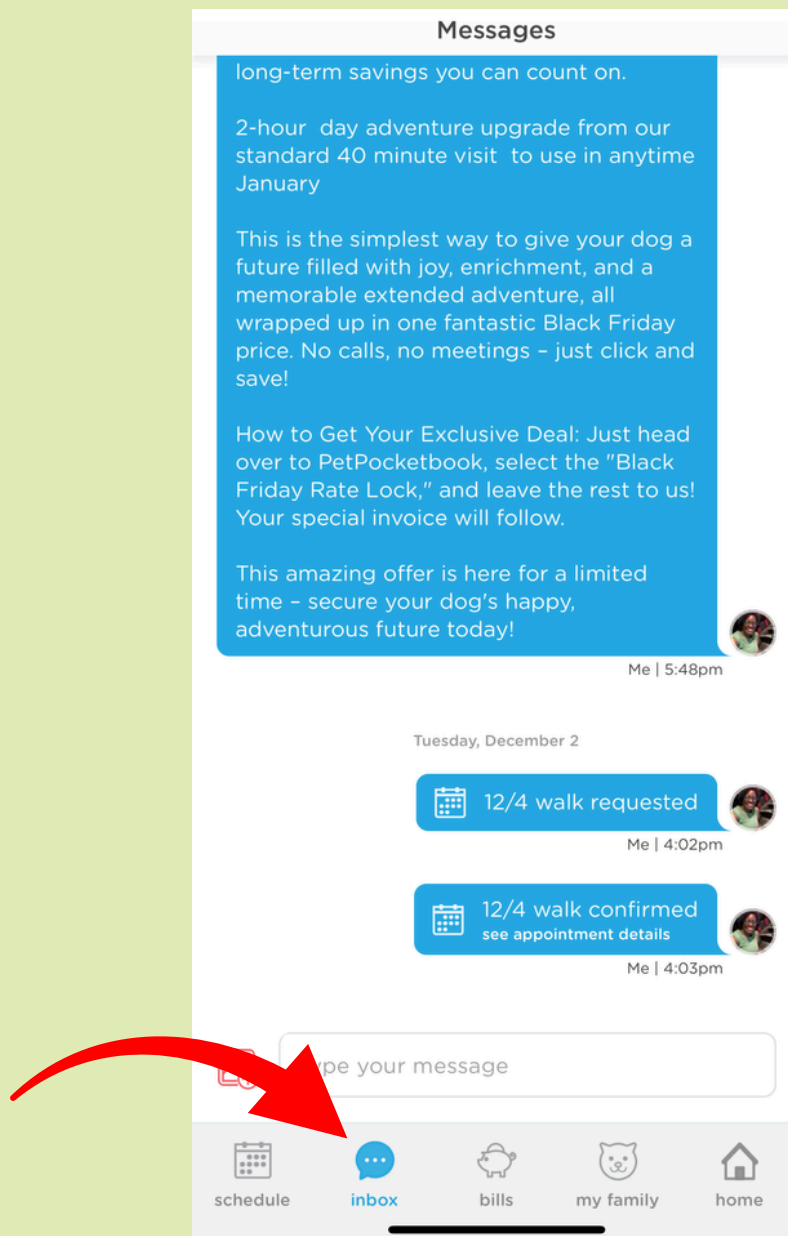 Messages
long-term savings you can count on.
2-hour  day adventure upgrade from our
standard 40 minute visit  to use in anytime
January
This is the simplest way to give your dog a
future filled with joy, enrichment, and a
memorable extended adventure, all
wrapped up in one fantastic Black Friday
price. No calls, no meetings – just click and
save!
How to Get Your Exclusive Deal: Just head
over to PetPocketbook, select the "Black
Friday Rate Lock," and leave the rest to us!
Your special invoice will follow.
This amazing offer is here for a limited
time – secure your dog's happy,
adventurous future today!
Me | 5:48pm
Tuesday, December 2
12/4 walk requested
Me | 4:02pm
12/4 walk confirmed
see appointment details
Me | 4:03pm
pe your message
schedule
inbox
bills
my family
home